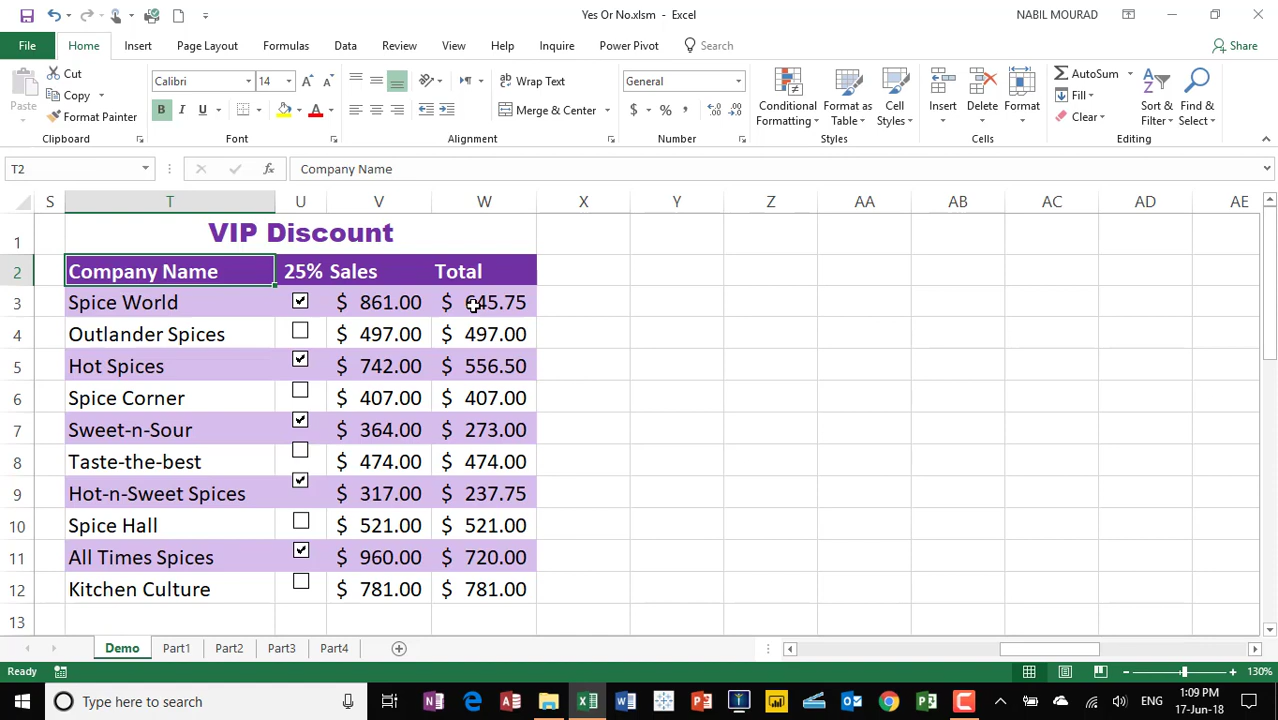 Yes Or No.xlsm - Excel
NABIL MOURAD
File Home Insert Page Layout Formulas Data Review View Help Inquire Power Pivot Search Share
Cut
Copy
Format Painter
Paste
Clipboard
Calibri 14
B I U
Font
Wrap Text
Merge & Center
Alignment
General
$ % ,
Number
Conditional Formatting
Format as Table
Cell Styles
Styles
Insert Delete Format
Cells
AutoSum
Fill
Clear
Sort & Filter
Find & Select
Editing
T2 fx Company Name
S T U V W X Y Z AA AB AC AD AE
1 VIP Discount
2 Company Name 25% Sales Total
3 Spice World $ 861.00 $ 645.75
4 Outlander Spices $ 497.00 $ 497.00
5 Hot Spices $ 742.00 $ 556.50
6 Spice Corner $ 407.00 $ 407.00
7 Sweet-n-Sour $ 364.00 $ 273.00
8 Taste-the-best $ 474.00 $ 474.00
9 Hot-n-Sweet Spices $ 317.00 $ 237.75
10 Spice Hall $ 521.00 $ 521.00
11 All Times Spices $ 960.00 $ 720.00
12 Kitchen Culture $ 781.00 $ 781.00
13
Demo Part1 Part2 Part3 Part4
Ready 130%
Type here to search
ENG
1:09 PM
17-Jun-18